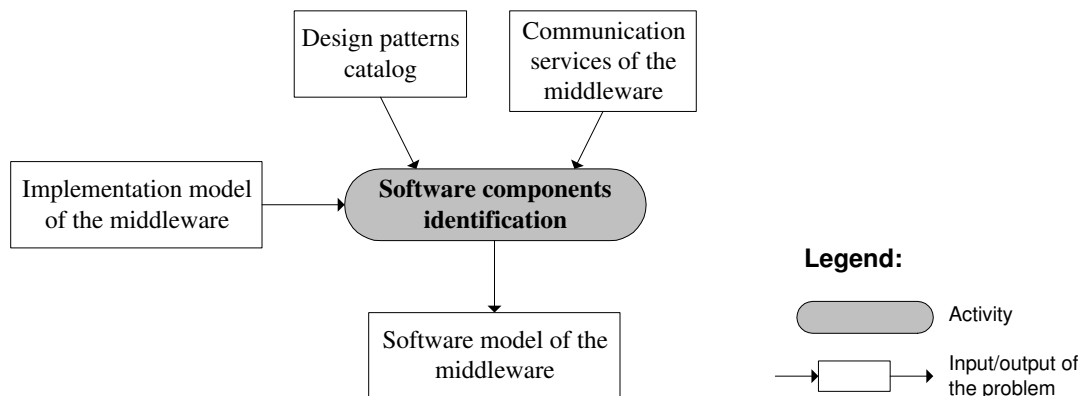 Design patterns
catalog
Communication
services of the
middleware
Implementation model
of the middleware
Software components
identification
Software model of the
middleware
Legend:
Activity
Input/output of
the problem